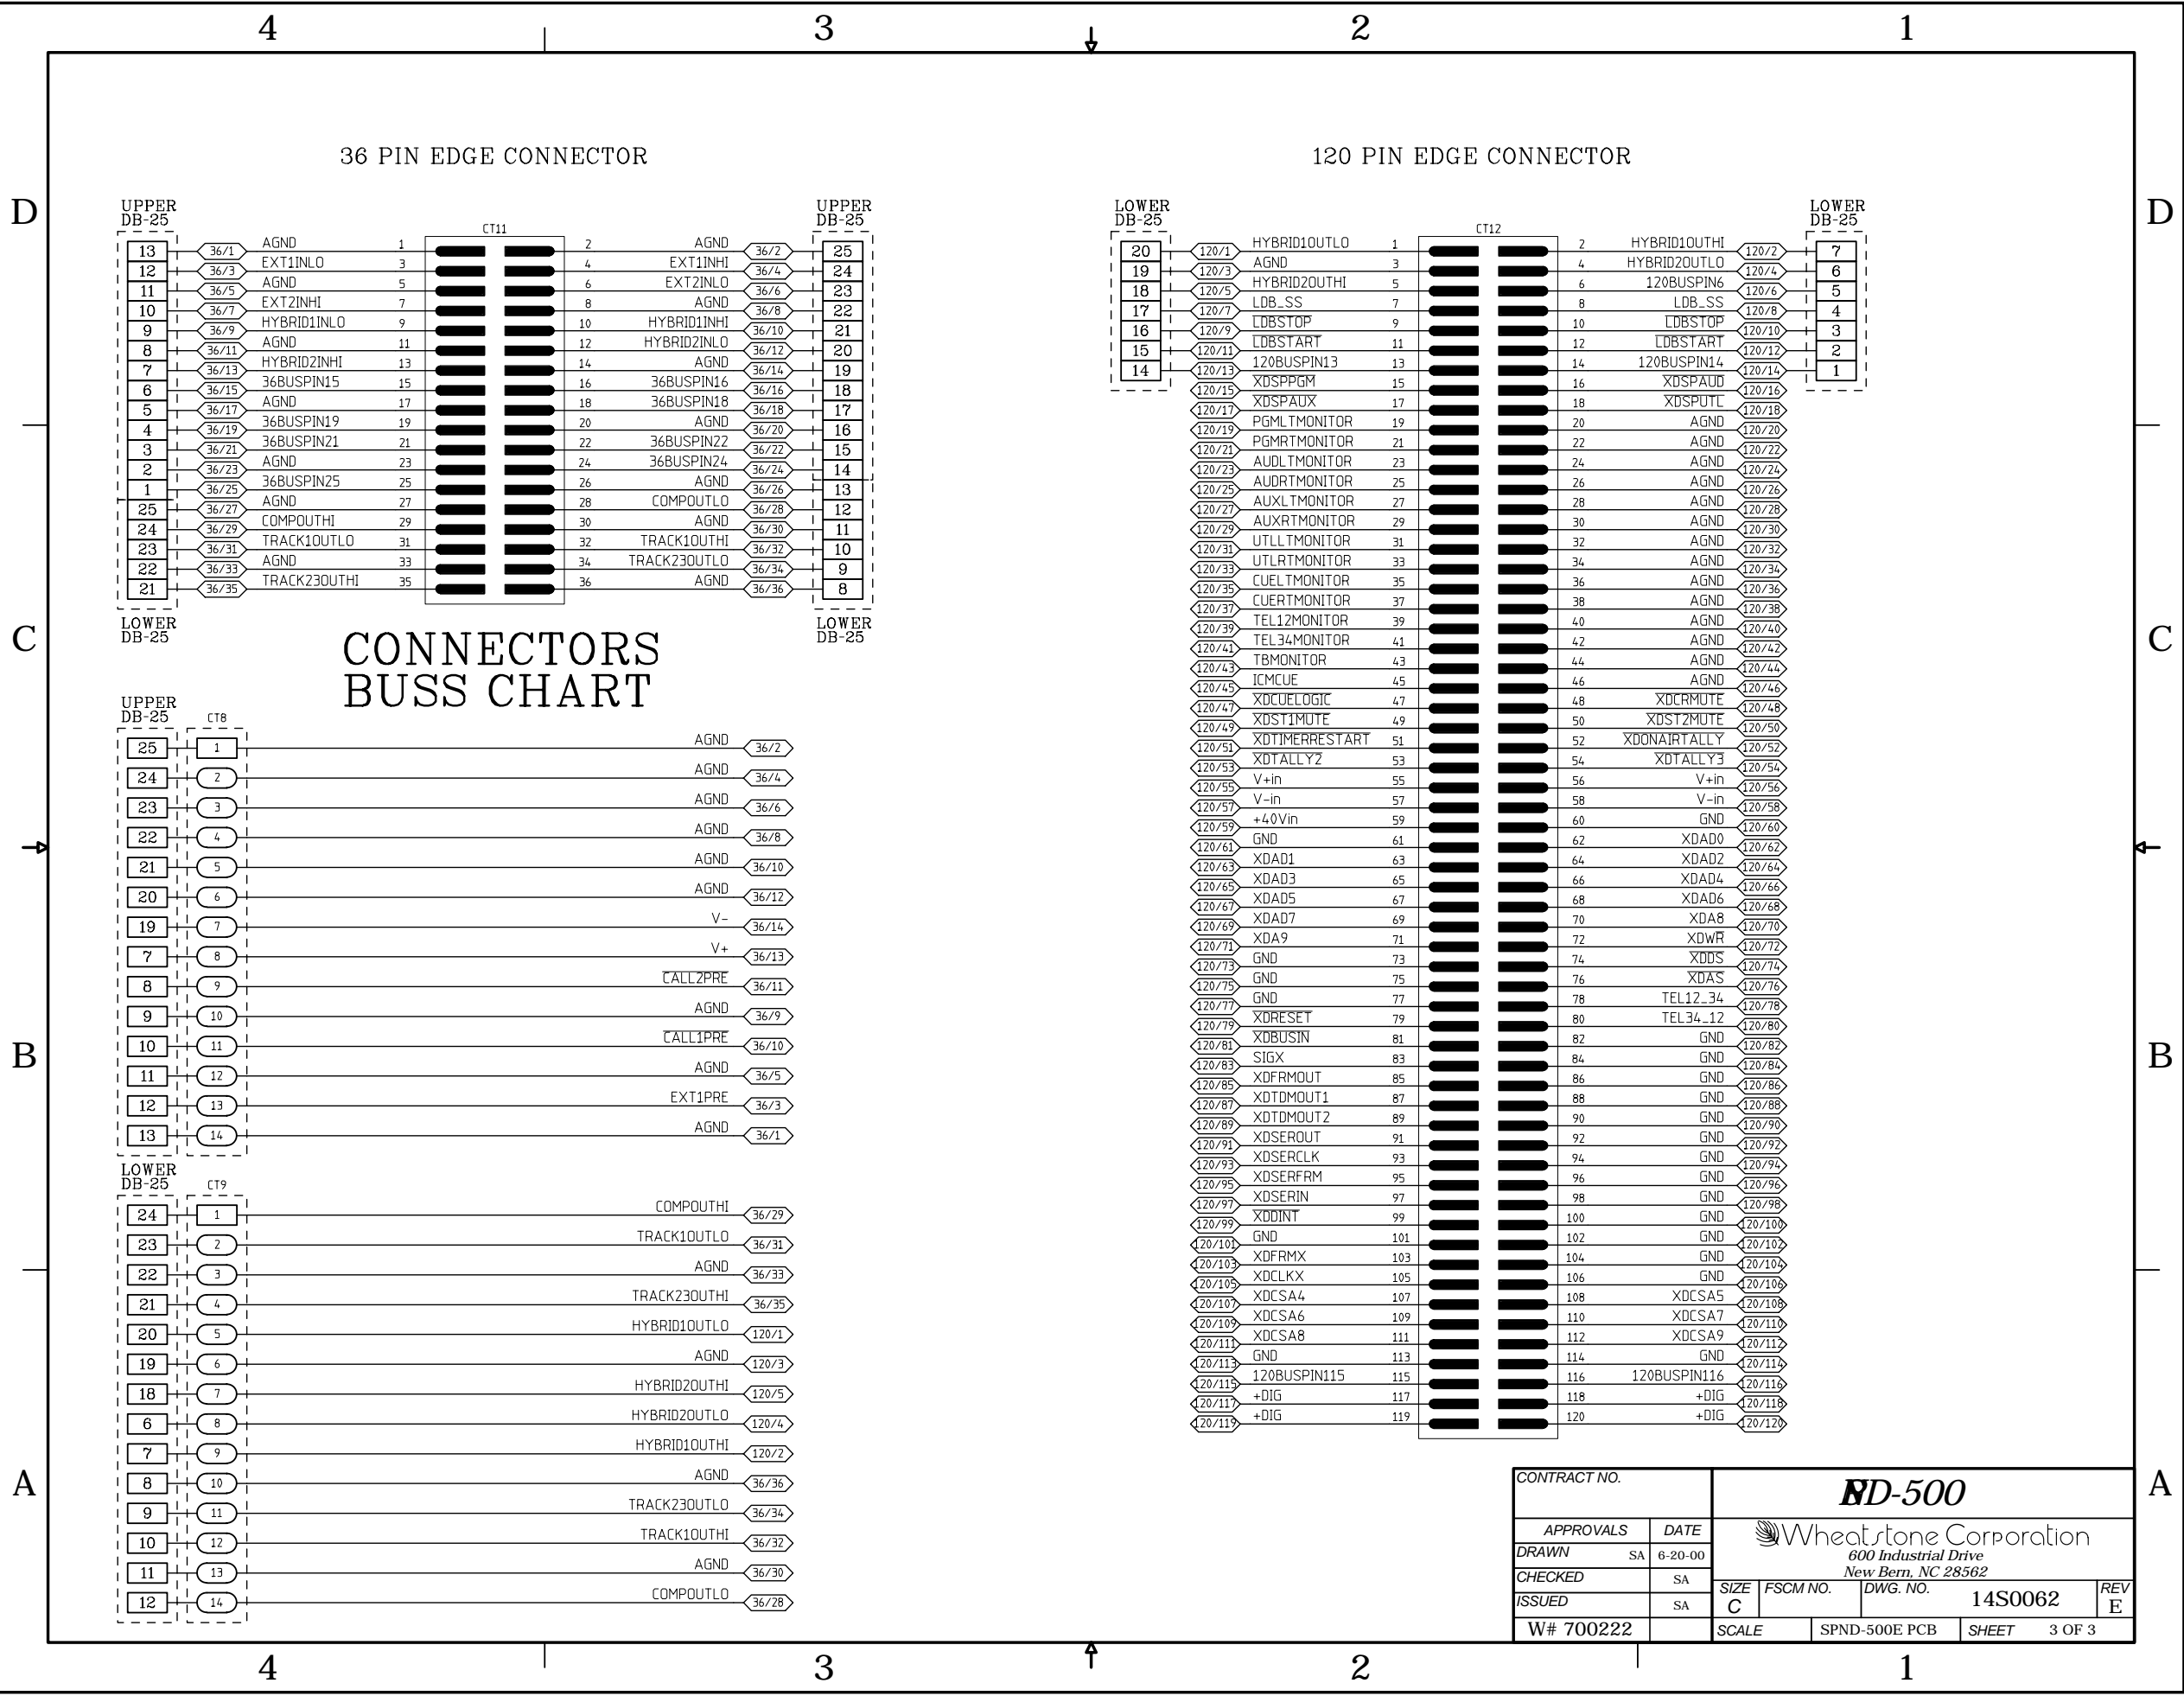 4 3 2 1
36 PIN EDGE CONNECTOR
120 PIN EDGE CONNECTOR
D D
C C
B B
A A
UPPER
DB-25
CT11
UPPER
DB-25
13 36/1 AGND 1 2 AGND 36/2 25
12 36/3 EXT1INLO 3 4 EXT1INHI 36/4 24
11 36/5 AGND 5 6 EXT2INLO 36/6 23
10 36/7 EXT2INHI 7 8 AGND 36/8 22
9 36/9 HYBRID1INLO 9 10 HYBRID1INHI 36/10 21
8 36/11 AGND 11 12 HYBRID2INLO 36/12 20
7 36/13 HYBRID2INHI 13 14 AGND 36/14 19
6 36/15 36BUSPIN15 15 16 36BUSPIN16 36/16 18
5 36/17 AGND 17 18 36BUSPIN18 36/18 17
4 36/19 36BUSPIN19 19 20 AGND 36/20 16
3 36/21 36BUSPIN21 21 22 36BUSPIN22 36/22 15
2 36/23 AGND 23 24 36BUSPIN24 36/24 14
1 36/25 36BUSPIN25 25 26 AGND 36/26 13
25 36/27 AGND 27 28 COMPOUTLO 36/28 12
24 36/29 COMPOUTHI 29 30 AGND 36/30 11
23 36/31 TRACK1OUTLO 31 32 TRACK1OUTHI 36/32 10
22 36/33 AGND 33 34 TRACK23OUTLO 36/34 9
21 36/35 TRACK23OUTHI 35 36 AGND 36/36 8
LOWER
DB-25
LOWER
DB-25
CONNECTORS
BUSS CHART
UPPER
DB-25
CT8
25 1 AGND 36/2
24 2 AGND 36/4
23 3 AGND 36/6
22 4 AGND 36/8
21 5 AGND 36/10
20 6 AGND 36/12
19 7 V- 36/14
7 8 V+ 36/13
8 9 CALL2PRE 36/11
9 10 AGND 36/9
10 11 CALL1PRE 36/10
11 12 AGND 36/5
12 13 EXT1PRE 36/3
13 14 AGND 36/1
LOWER
DB-25
CT9
24 1 COMPOUTHI 36/29
23 2 TRACK1OUTLO 36/31
22 3 AGND 36/33
21 4 TRACK23OUTHI 36/35
20 5 HYBRID1OUTLO 120/1
19 6 AGND 120/3
18 7 HYBRID2OUTHI 120/5
6 8 HYBRID2OUTLO 120/4
7 9 HYBRID1OUTHI 120/2
8 10 AGND 36/36
9 11 TRACK23OUTLO 36/34
10 12 TRACK1OUTHI 36/32
11 13 AGND 36/30
12 14 COMPOUTLO 36/28
LOWER
DB-25
CT12
LOWER
DB-25
20 120/1 HYBRID1OUTLO 1 2 HYBRID1OUTHI 120/2 7
19 120/3 AGND 3 4 HYBRID2OUTLO 120/4 6
18 120/5 HYBRID2OUTHI 5 6 120BUSPIN6 120/6 5
17 120/7 LDB_SS 7 8 LDB_SS 120/8 4
16 120/9 LDBSTOP 9 10 LDBSTOP 120/10 3
15 120/11 LDBSTART 11 12 LDBSTART 120/12 2
14 120/13 120BUSPIN13 13 14 120BUSPIN14 120/14 1
120/15 XDSPPGM 15 16 XDSPAUD 120/16
120/17 XDSPAUX 17 18 XDSPUTL 120/18
120/19 PGMLTMONITOR 19 20 AGND 120/20
120/21 PGMRTMONITOR 21 22 AGND 120/22
120/23 AUDLTMONITOR 23 24 AGND 120/24
120/25 AUDRTMONITOR 25 26 AGND 120/26
120/27 AUXLTMONITOR 27 28 AGND 120/28
120/29 AUXRTMONITOR 29 30 AGND 120/30
120/31 UTLLTMONITOR 31 32 AGND 120/32
120/33 UTLRTMONITOR 33 34 AGND 120/34
120/35 CUELTMONITOR 35 36 AGND 120/36
120/37 CUERTMONITOR 37 38 AGND 120/38
120/39 TEL12MONITOR 39 40 AGND 120/40
120/41 TEL34MONITOR 41 42 AGND 120/42
120/43 TBMONITOR 43 44 AGND 120/44
120/45 ICMCUE 45 46 AGND 120/46
120/47 XDCUELOGIC 47 48 XDCRMUTE 120/48
120/49 XDST1MUTE 49 50 XDST2MUTE 120/50
120/51 XDTIMERRESTART 51 52 XDONAIRTALLY 120/52
120/53 XDTALLY2 53 54 XDTALLY3 120/54
120/55 V+in 55 56 V+in 120/56
120/57 V-in 57 58 V-in 120/58
120/59 +40Vin 59 60 GND 120/60
120/61 GND 61 62 XDAD0 120/62
120/63 XDAD1 63 64 XDAD2 120/64
120/65 XDAD3 65 66 XDAD4 120/66
120/67 XDAD5 67 68 XDAD6 120/68
120/69 XDAD7 69 70 XDA8 120/70
120/71 XDA9 71 72 XDWR 120/72
120/73 GND 73 74 XDDS 120/74
120/75 GND 75 76 XDAS 120/76
120/77 GND 77 78 TEL12_34 120/78
120/79 XDRESET 79 80 TEL34_12 120/80
120/81 XDBUSIN 81 82 GND 120/82
120/83 SIGX 83 84 GND 120/84
120/85 XDFRMOUT 85 86 GND 120/86
120/87 XDTDMOUT1 87 88 GND 120/88
120/89 XDTDMOUT2 89 90 GND 120/90
120/91 XDSEROUT 91 92 GND 120/92
120/93 XDSERCLK 93 94 GND 120/94
120/95 XDSERFRM 95 96 GND 120/96
120/97 XDSERIN 97 98 GND 120/98
120/99 XDDINT 99 100 GND 120/100
120/101 GND 101 102 GND 120/102
120/103 XDFRMX 103 104 GND 120/104
120/105 XDCLKX 105 106 GND 120/106
120/107 XDCSA4 107 108 XDCSA5 120/108
120/109 XDCSA6 109 110 XDCSA7 120/110
120/111 XDCSA8 111 112 XDCSA9 120/112
120/113 GND 113 114 GND 120/114
120/115 120BUSPIN115 115 116 120BUSPIN116 120/116
120/117 +DIG 117 118 +DIG 120/118
120/119 +DIG 119 120 +DIG 120/120
CONTRACT NO.
D-500
APPROVALS DATE
DRAWN SA 6-20-00
CHECKED SA
ISSUED SA
W# 700222
Wheatstone Corporation
600 Industrial Drive
New Bern, NC 28562
SIZE C FSCM NO. DWG. NO. 14S0062 REV E
SCALE SPND-500E PCB SHEET 3 OF 3
4 3 2 1